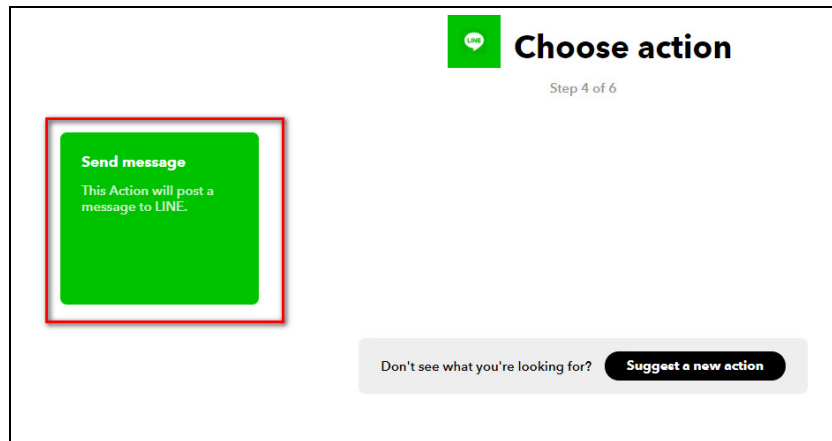 LINE
Choose action
Step 4 of 6
Send message
This Action will post a
message to LINE.
Don't see what you're looking for?
Suggest a new action